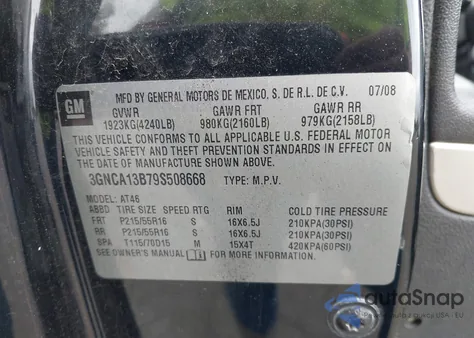 GM
MFD BY GENERAL MOTORS DE MEXICO, S. DE R.L. DE C.V. 07/08
GVWR GAWR FRT GAWR RR
1923KG(4240LB) 980KG(2160LB) 979KG(2158LB)
THIS VEHICLE CONFORMS TO ALL APPLICABLE U.S. FEDERAL MOTOR
VEHICLE SAFETY AND THEFT PREVENTION STANDARDS IN EFFECT ON
THE DATE OF MANUFACTURE SHOWN ABOVE.
3GNCA13B79S508668 TYPE: M.P.V.
MODEL: AT46
ABBD TIRE SIZE SPEED RTG RIM COLD TIRE PRESSURE
FRT P215/55R16 S 16X6.5J 210KPA(30PSI)
RR P215/55R16 S 16X6.5J 210KPA(30PSI)
SPA T115/70D15 M 15X4T 420KPA(60PSI)
SEE OWNER'S MANUAL FOR MORE INFORMATION.
autoSnap